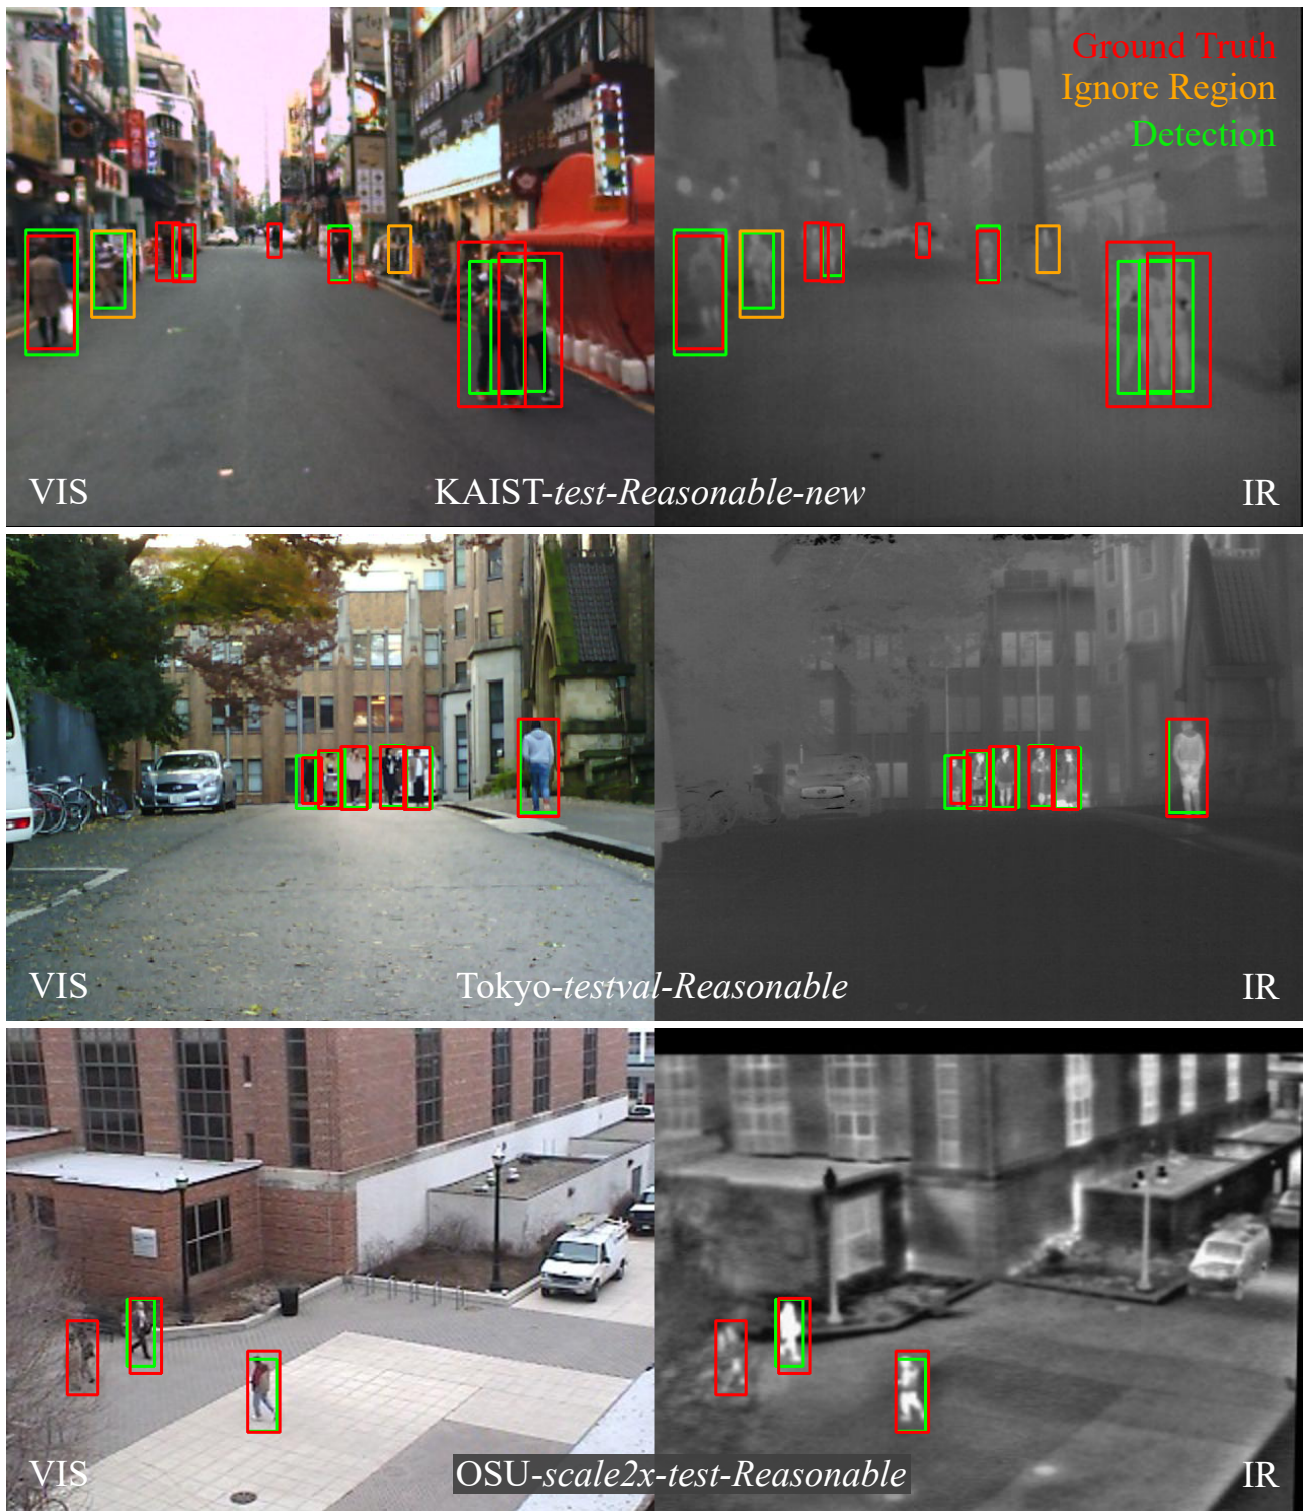 Ground Truth
Ignore Region
Detection
VIS
KAIST-test-Reasonable-new
IR
VIS
Tokyo-testval-Reasonable
IR
VIS
OSU-scale2x-test-Reasonable
IR